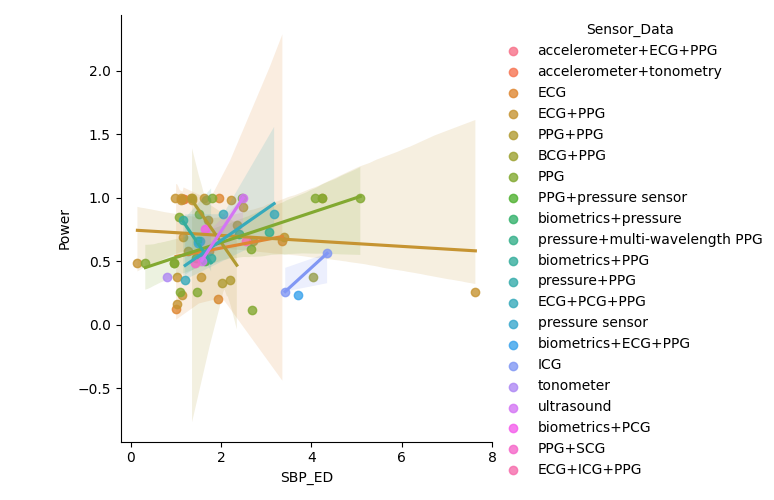 Sensor_Data
accelerometer+ECG+PPG
accelerometer+tonometry
ECG
ECG+PPG
PPG+PPG
BCG+PPG
PPG
PPG+pressure sensor
biometrics+pressure
pressure+multi-wavelength PPG
biometrics+PPG
pressure+PPG
ECG+PCG+PPG
pressure sensor
biometrics+ECG+PPG
ICG
tonometer
ultrasound
biometrics+PCG
PPG+SCG
ECG+ICG+PPG
Power
2.0
1.5
1.0
0.5
0.0
−0.5
0 2 4 6 8
SBP_ED